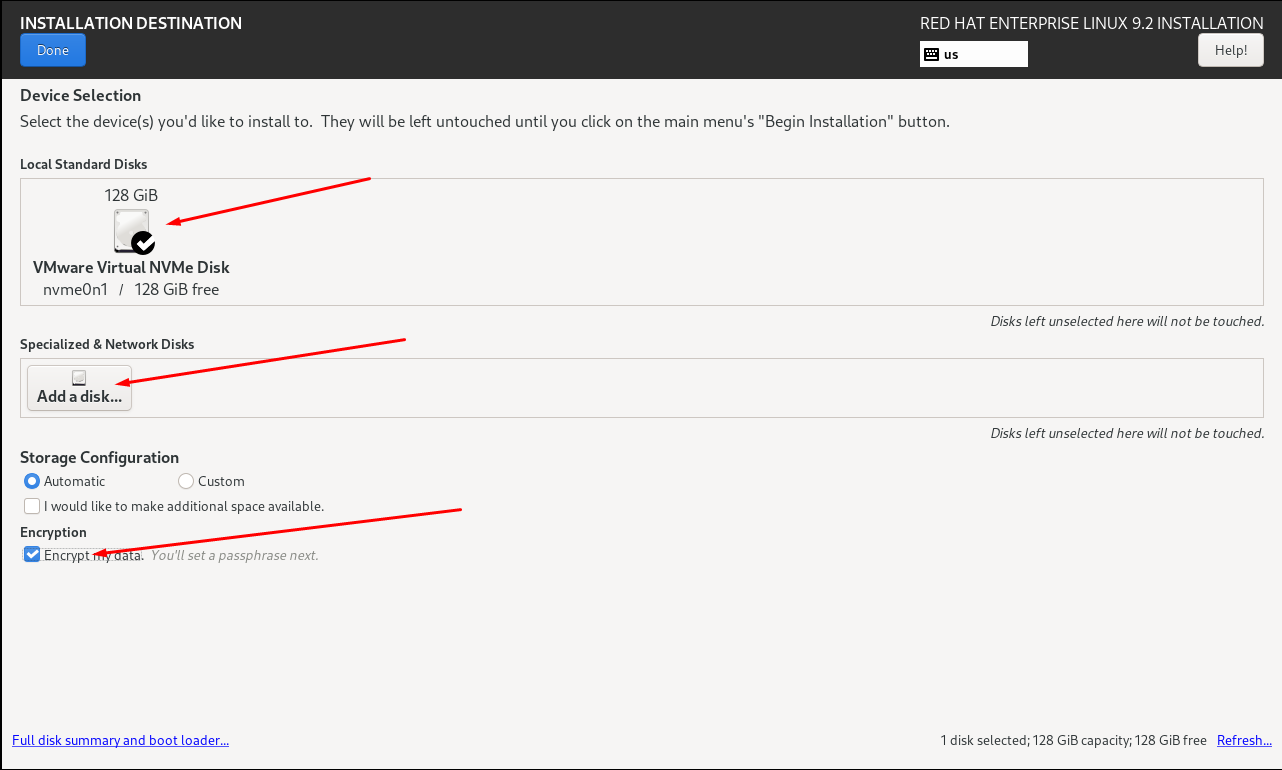 INSTALLATION DESTINATION
RED HAT ENTERPRISE LINUX 9.2 INSTALLATION
Done
us
Help!
Device Selection
Select the device(s) you'd like to install to.  They will be left untouched until you click on the main menu's "Begin Installation" button.
Local Standard Disks
128 GiB
VMware Virtual NVMe Disk
nvme0n1 / 128 GiB free
Disks left unselected here will not be touched.
Specialized & Network Disks
Add a disk...
Disks left unselected here will not be touched.
Storage Configuration
Automatic
Custom
I would like to make additional space available.
Encryption
Encrypt my data. You'll set a passphrase next.
Full disk summary and boot loader...
1 disk selected; 128 GiB capacity; 128 GiB free Refresh...